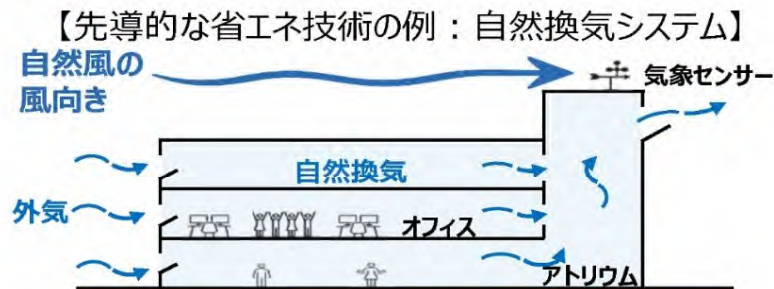 【先導的な省エネ技術の例：自然換気システム】
自然風の
風向き
気象センサー
自然換気
外気
オフィス
アトリウム